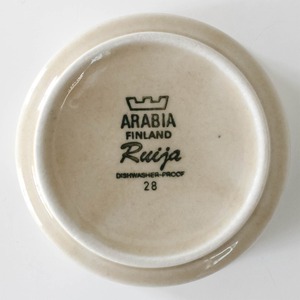 ARABIA
FINLAND
Ruija
DISHWASHER-PROOF
28